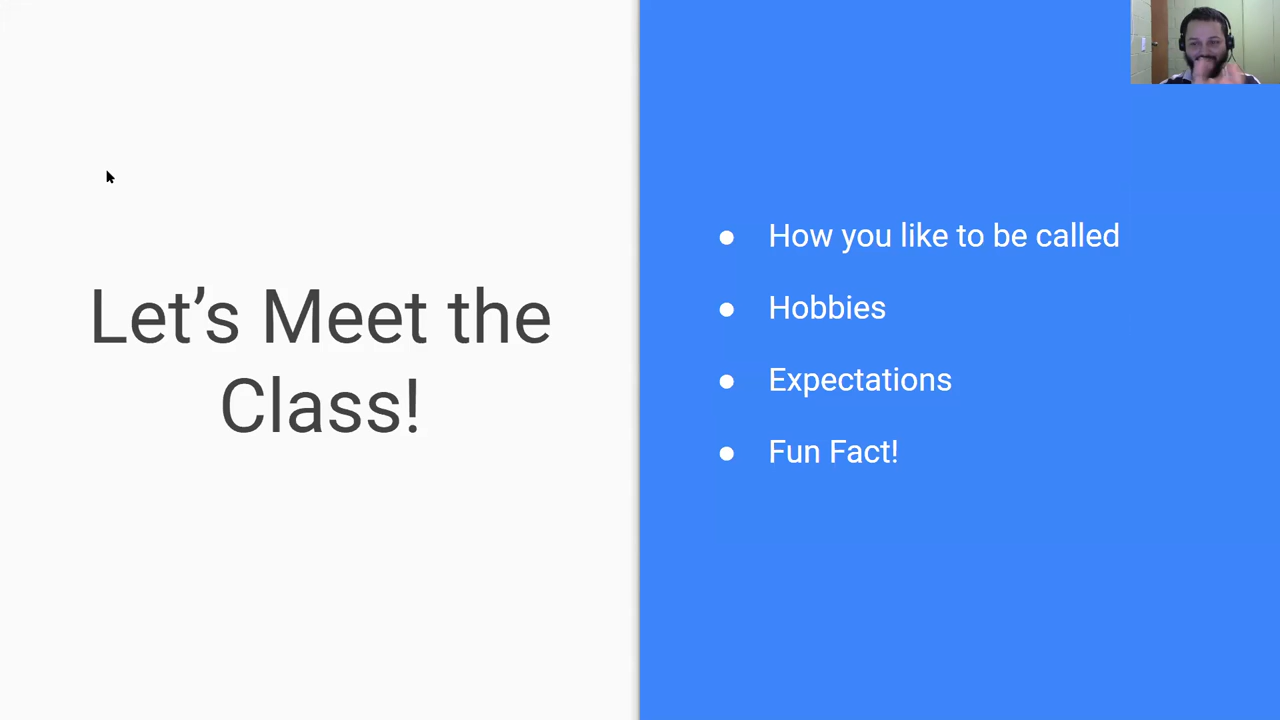 Let’s Meet the
Class!
● How you like to be called
● Hobbies
● Expectations
● Fun Fact!